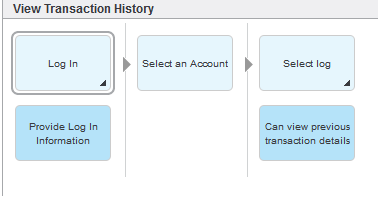 View Transaction History
Log In
Select an Account
Select log
Provide Log In
Information
Can view previous
transaction details